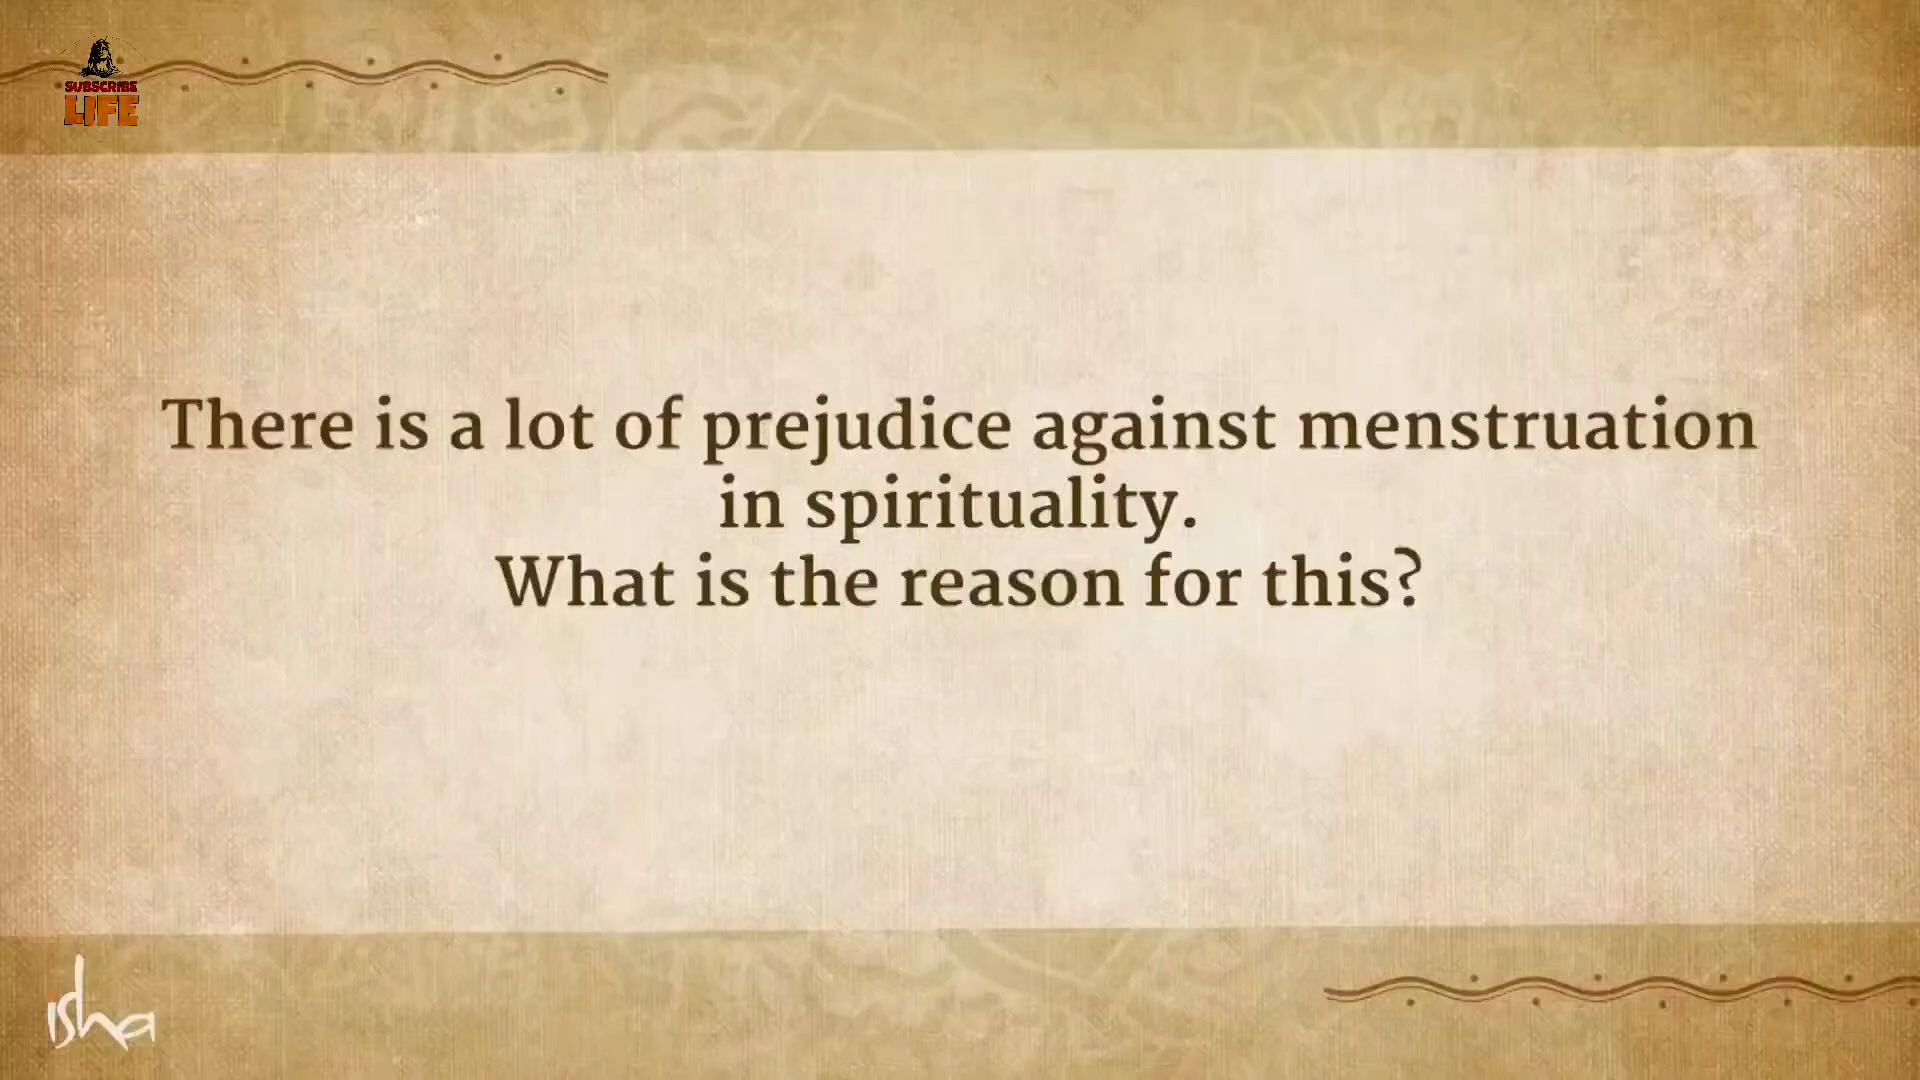 SUBSCRIBE
LIFE
There is a lot of prejudice against menstruation
in spirituality.
What is the reason for this?
isha